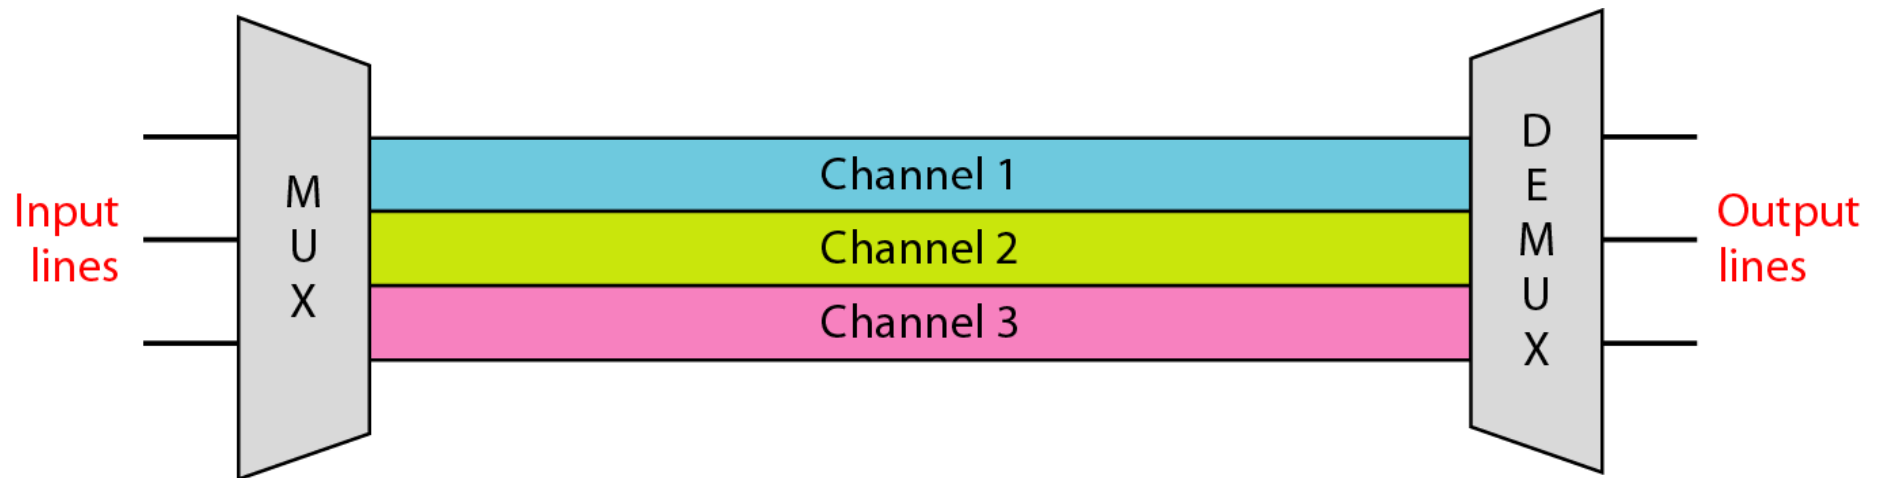 Input
lines
M
U
X
Channel 1
Channel 2
Channel 3
D
E
M
U
X
Output
lines